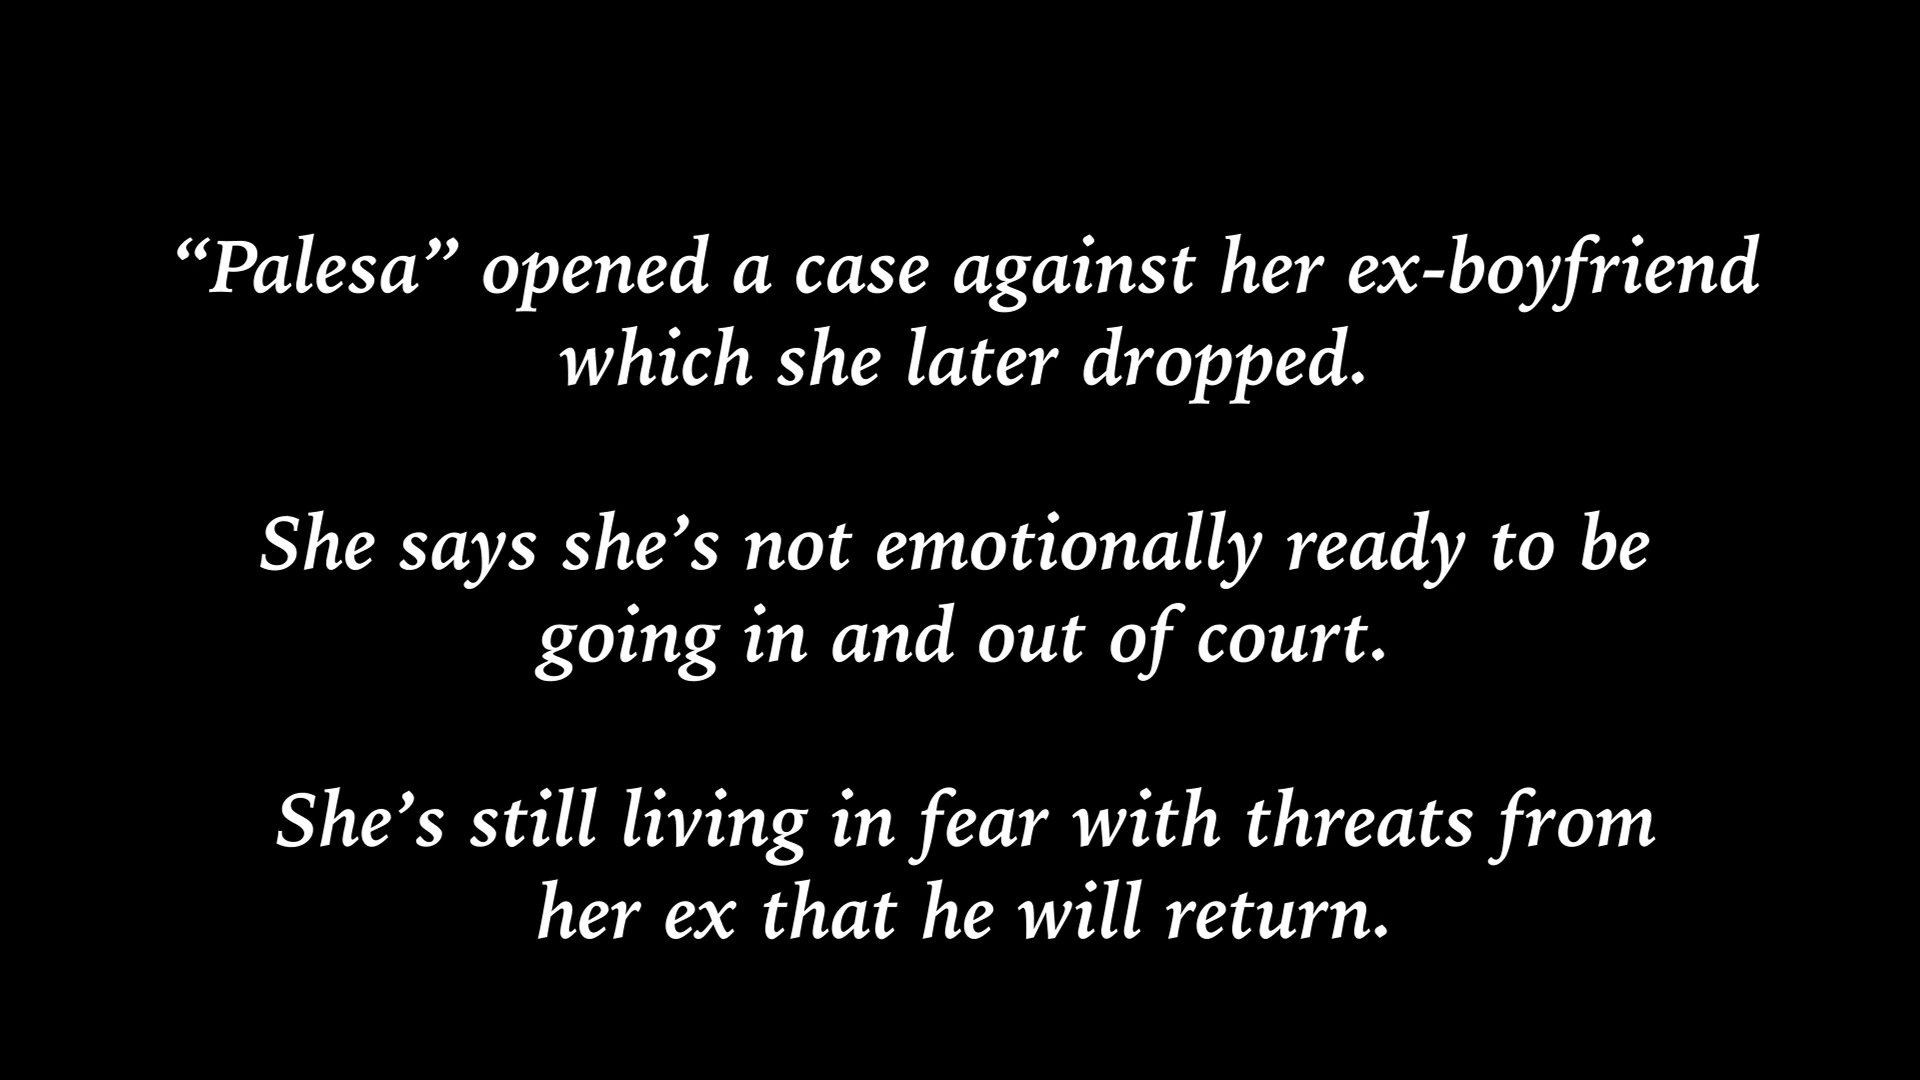 “Palesa” opened a case against her ex-boyfriend
which she later dropped.
She says she’s not emotionally ready to be
going in and out of court.
She’s still living in fear with threats from
her ex that he will return.